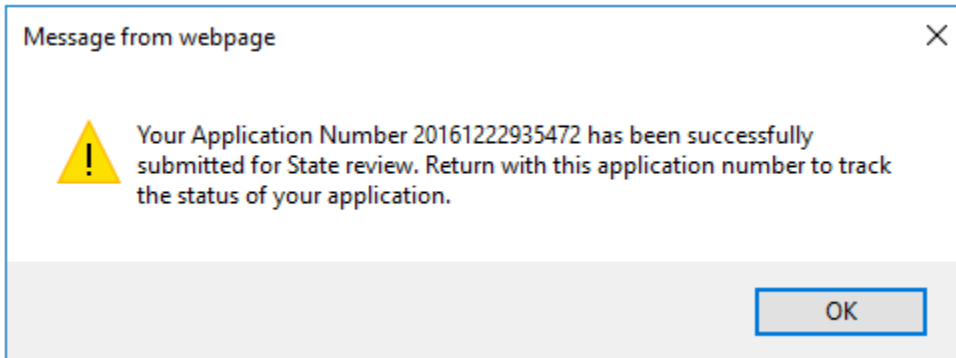 Message from webpage
Your Application Number 20161222935472 has been successfully
submitted for State review. Return with this application number to track
the status of your application.
OK